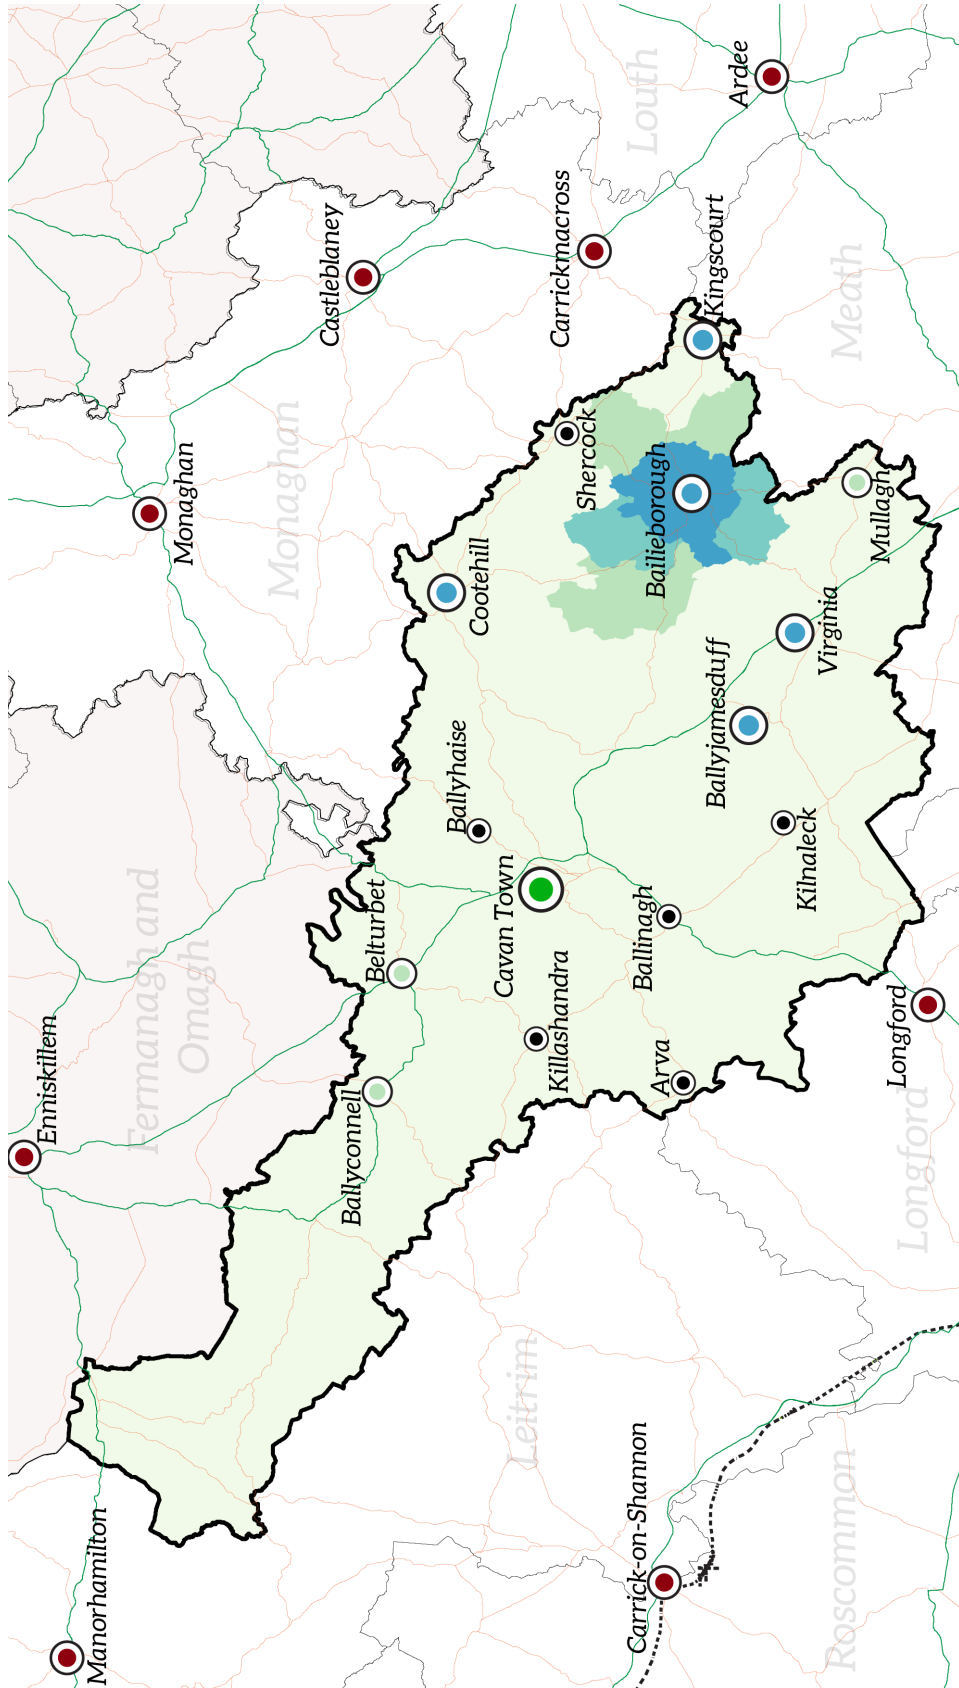 Manorhamilton
Enniskillem
Fermanagh and
Omagh
Monaghan
Monaghan
Castleblaney
Carrickmacross
Louth
Ardee
Ballyconnell
Belturbet
Ballyhaise
Cootehill
Shercock
Kingscourt
Cavan Town
Killashandra
Bailieborough
Ballinagh
Arva
Ballyjamesduff
Virginia
Mullagh
Meath
Kilnaleck
Leitrim
Carrick-on-Shannon
Longford
Longford
Roscommon